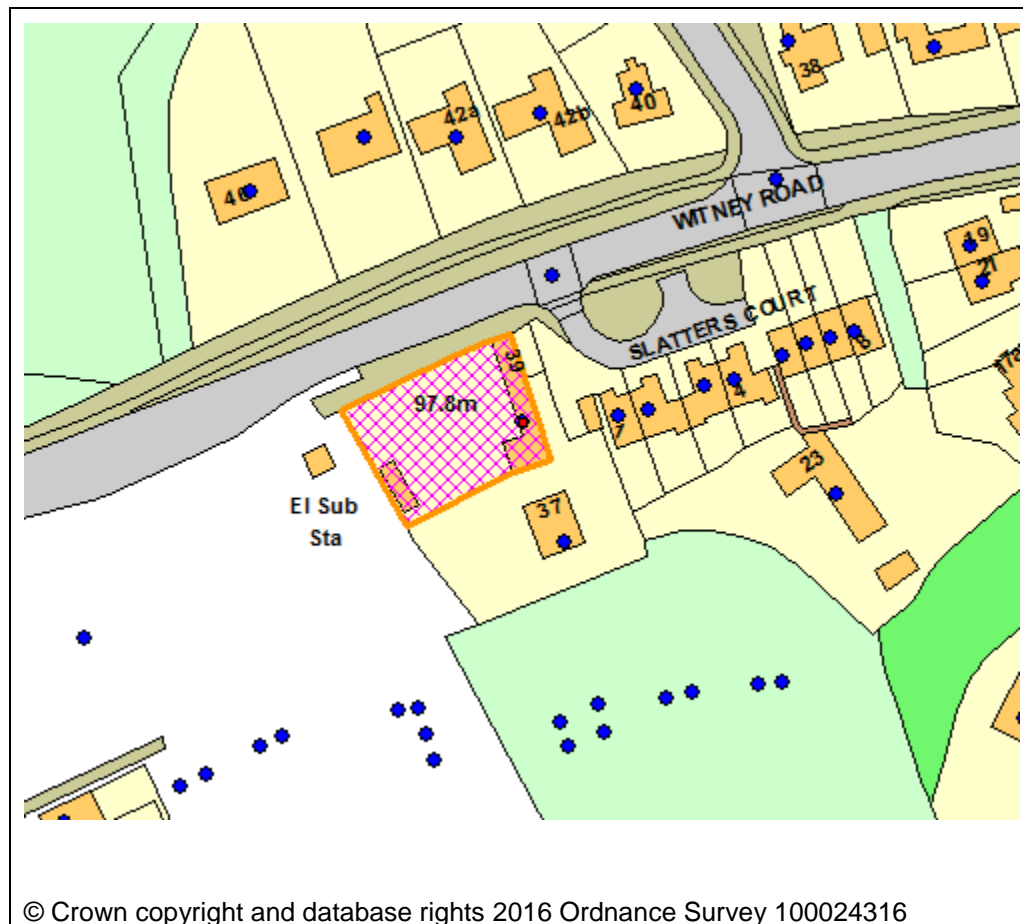 38
42a
42b
40
46
WITNEY ROAD
19
21
SLATTERS COURT
39
8
17a
97.8m
4
7
23
El Sub
Sta
37
© Crown copyright and database rights 2016 Ordnance Survey 100024316